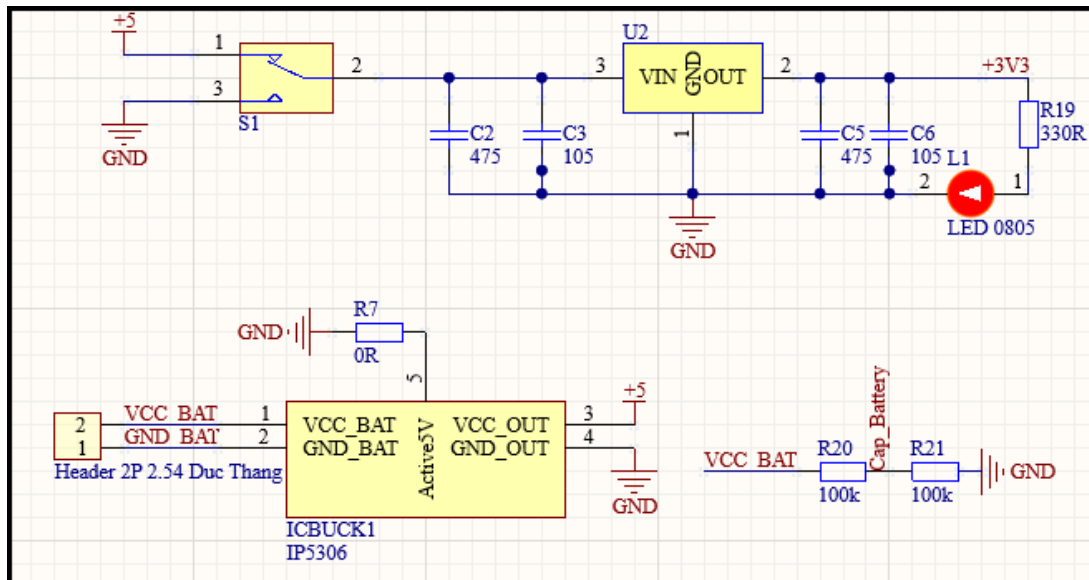 +5
1
2
3
S1
GND
U2
3
VIN
GND
OUT
2
1
C2
475
C3
105
C5
475
C6
105
+3V3
R19
330R
L1
2
1
LED 0805
GND
R7
GND
0R
5
+5
2
VCC_BAT
1
VCC_BAT
VCC_OUT
3
1
GND_BAT
2
GND_BAT
GND_OUT
4
Active5V
Header 2P 2.54 Duc Thang
GND
ICBUCK1
IP5306
Cap_Battery
VCC_BAT
R20
R21
GND
100k
100k